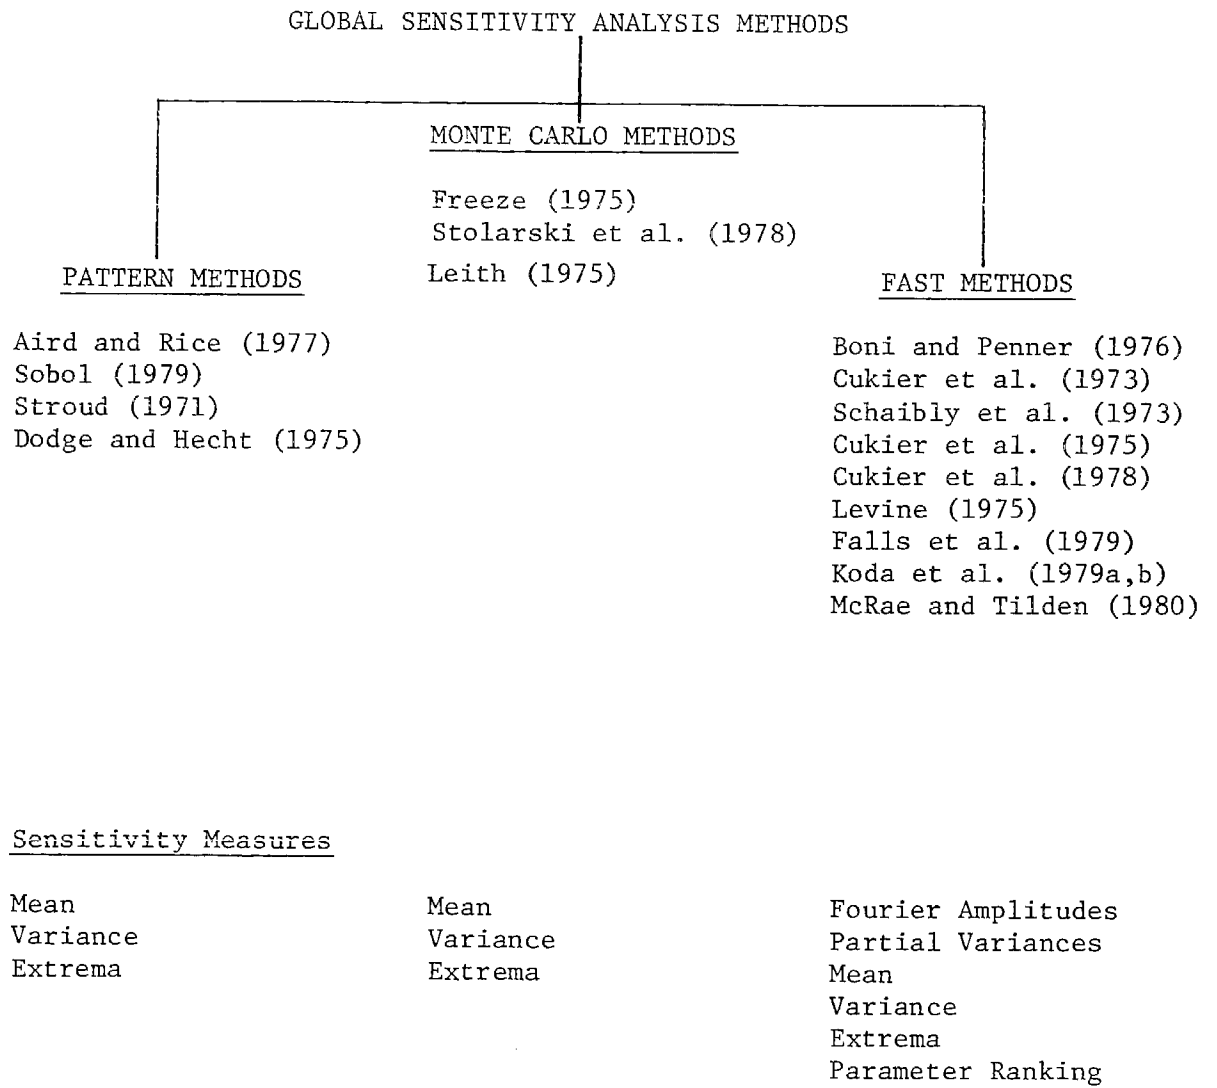 GLOBAL SENSITIVITY ANALYSIS METHODS
MONTE CARLO METHODS
Freeze (1975)
Stolarski et al. (1978)
Leith (1975)
PATTERN METHODS
Aird and Rice (1977)
Sobol (1979)
Stroud (1971)
Dodge and Hecht (1975)
FAST METHODS
Boni and Penner (1976)
Cukier et al. (1973)
Schaibly et al. (1973)
Cukier et al. (1975)
Cukier et al. (1978)
Levine (1975)
Falls et al. (1979)
Koda et al. (1979a,b)
McRae and Tilden (1980)
Sensitivity Measures
Mean
Variance
Extrema
Mean
Variance
Extrema
Fourier Amplitudes
Partial Variances
Mean
Variance
Extrema
Parameter Ranking